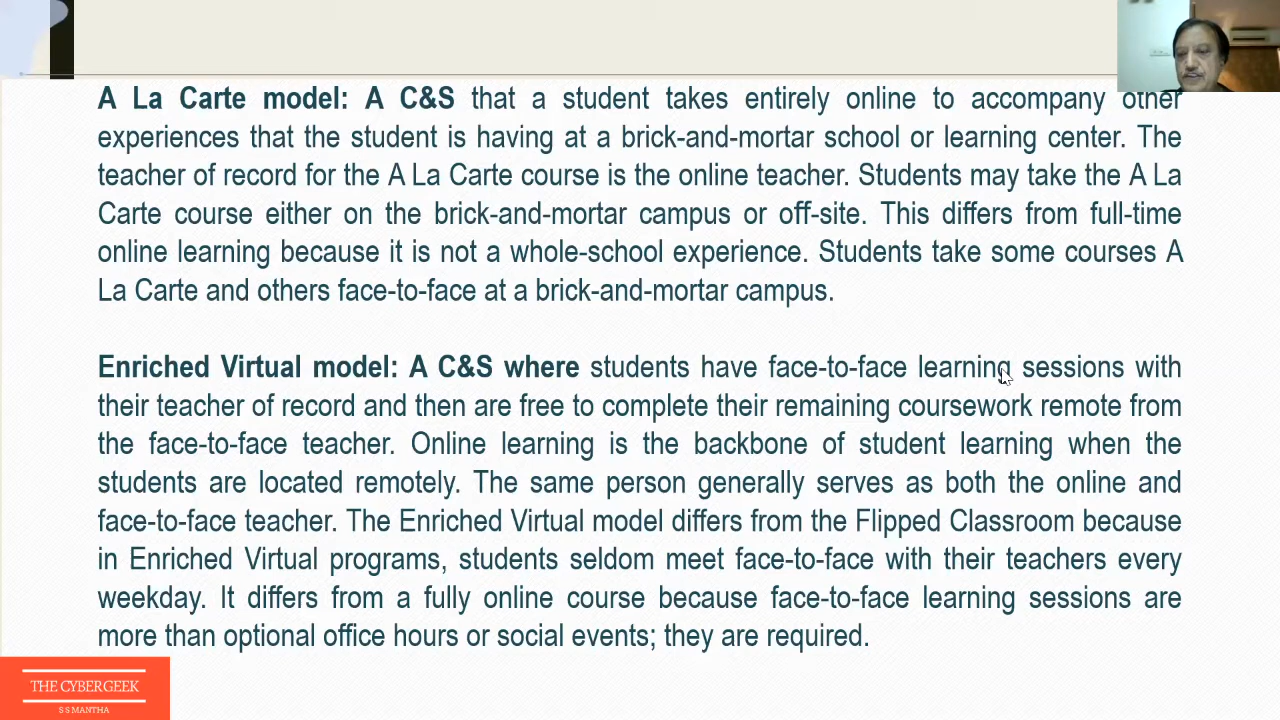 A La Carte model: A C&S that a student takes entirely online to accompany other
experiences that the student is having at a brick-and-mortar school or learning center. The
teacher of record for the A La Carte course is the online teacher. Students may take the A La
Carte course either on the brick-and-mortar campus or off-site. This differs from full-time
online learning because it is not a whole-school experience. Students take some courses A
La Carte and others face-to-face at a brick-and-mortar campus.
Enriched Virtual model: A C&S where students have face-to-face learning sessions with
their teacher of record and then are free to complete their remaining coursework remote from
the face-to-face teacher. Online learning is the backbone of student learning when the
students are located remotely. The same person generally serves as both the online and
face-to-face teacher. The Enriched Virtual model differs from the Flipped Classroom because
in Enriched Virtual programs, students seldom meet face-to-face with their teachers every
weekday. It differs from a fully online course because face-to-face learning sessions are
more than optional office hours or social events; they are required.
THE CYBERGEEK
S S MANTHA